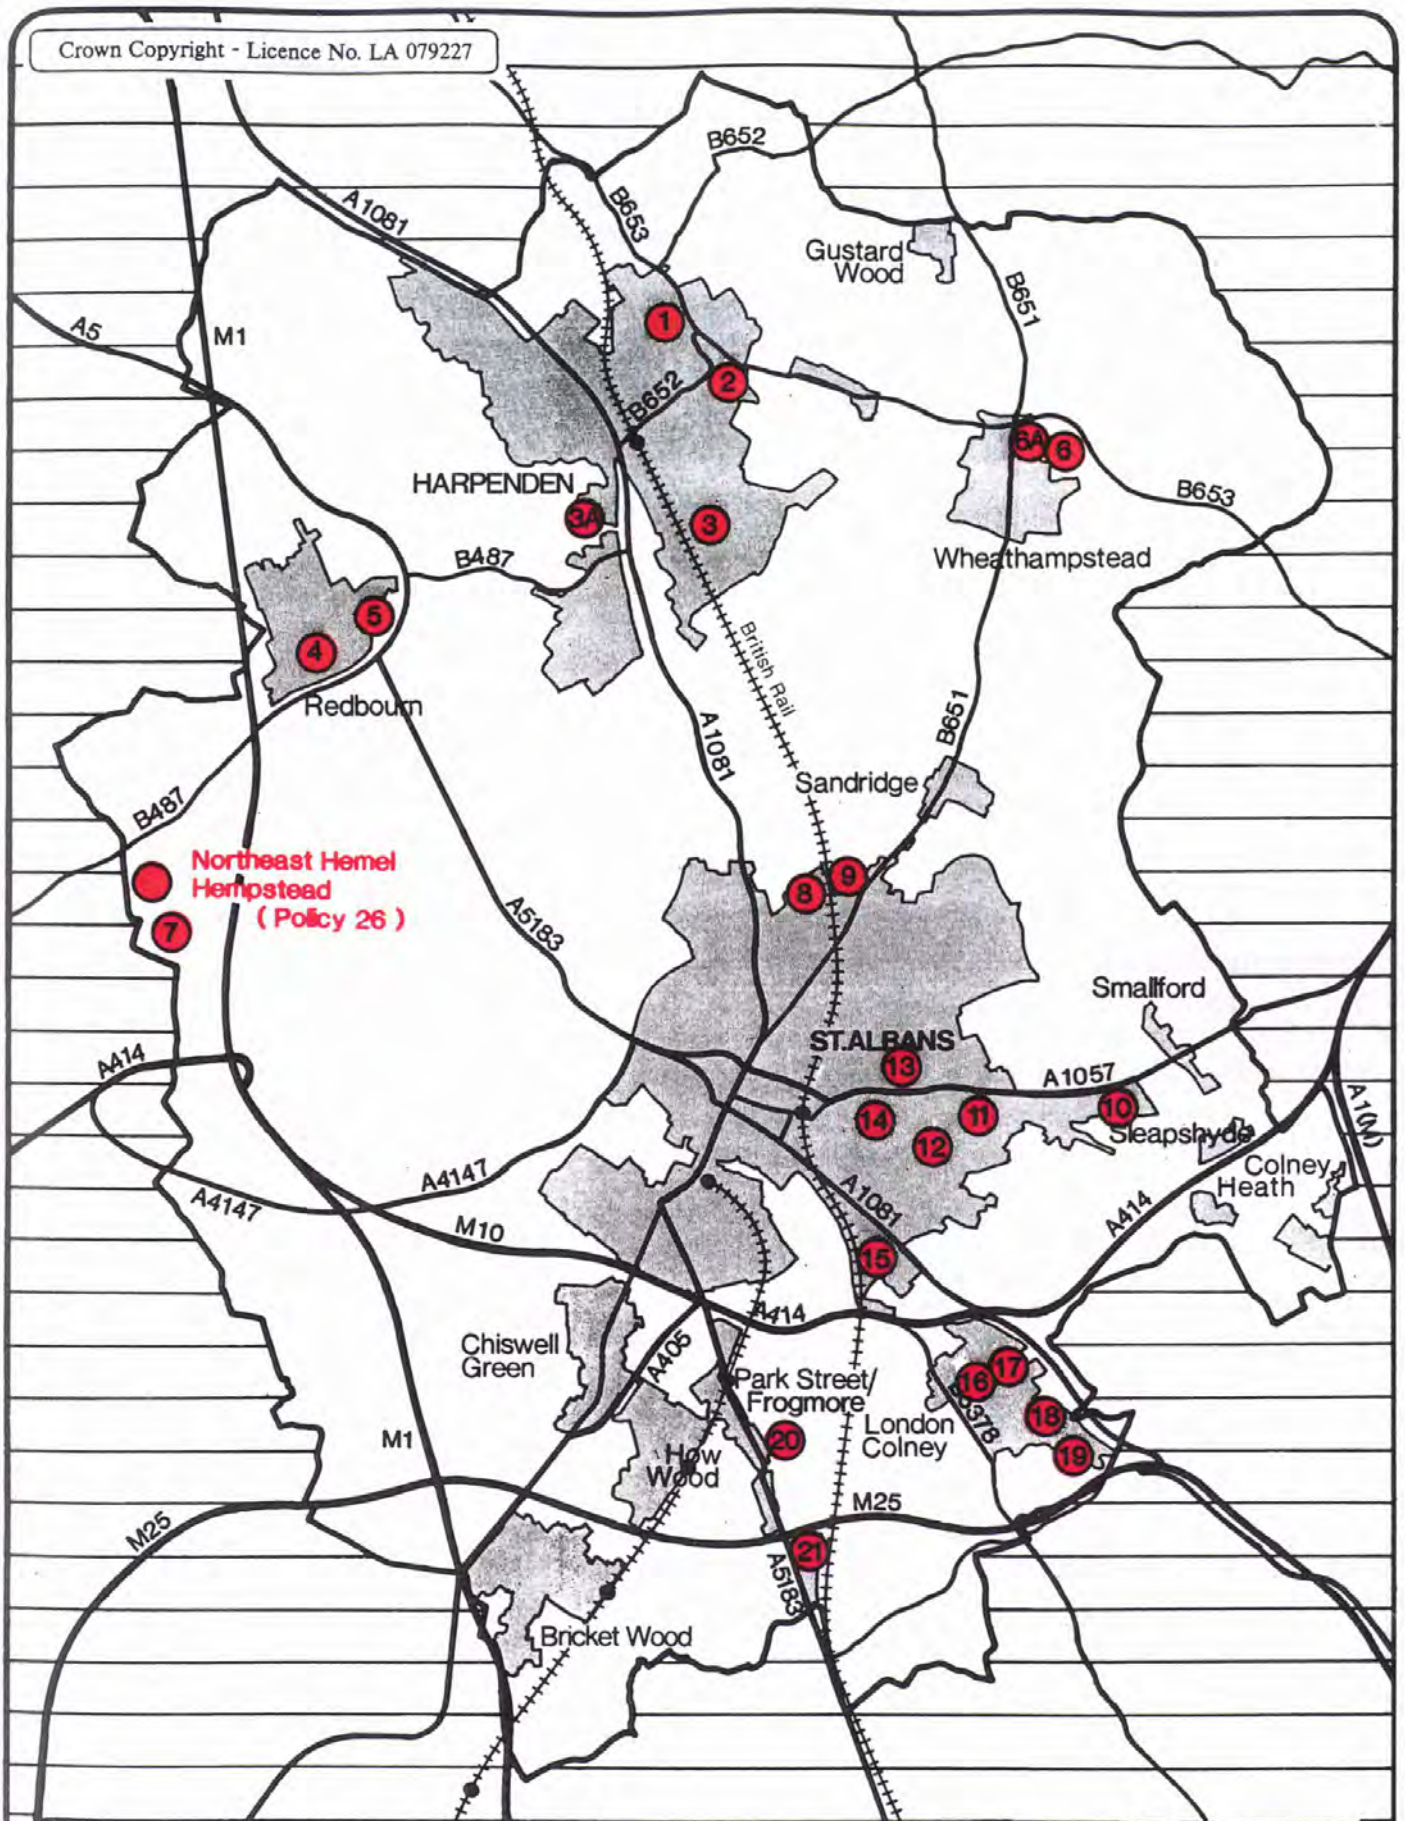 Crown Copyright - Licence No. LA 079227
B652
A1081
B653
Gustard
Wood
B651
A5
M1
1
2
B652
6A
6
HARPENDEN
B653
3A
3
Wheathampstead
B487
5
4
British Rail
Redbourn
A1081
B651
Sandridge
B487
Northeast Hemel
Hempstead
( Policy 26 )
8
9
7
A5183
Smallford
ST.ALBANS
A414
13
A1057
A1(M)
14
11
10
12
Sleapshyde
Colney
Heath
A4147
A4147
A1081
A414
M10
15
A414
Chiswell
Green
A405
Park Street/
Frogmore
16
17
B5378
18
London
Colney
M1
20
How
Wood
19
M25
M25
21
A5183
Bricket Wood